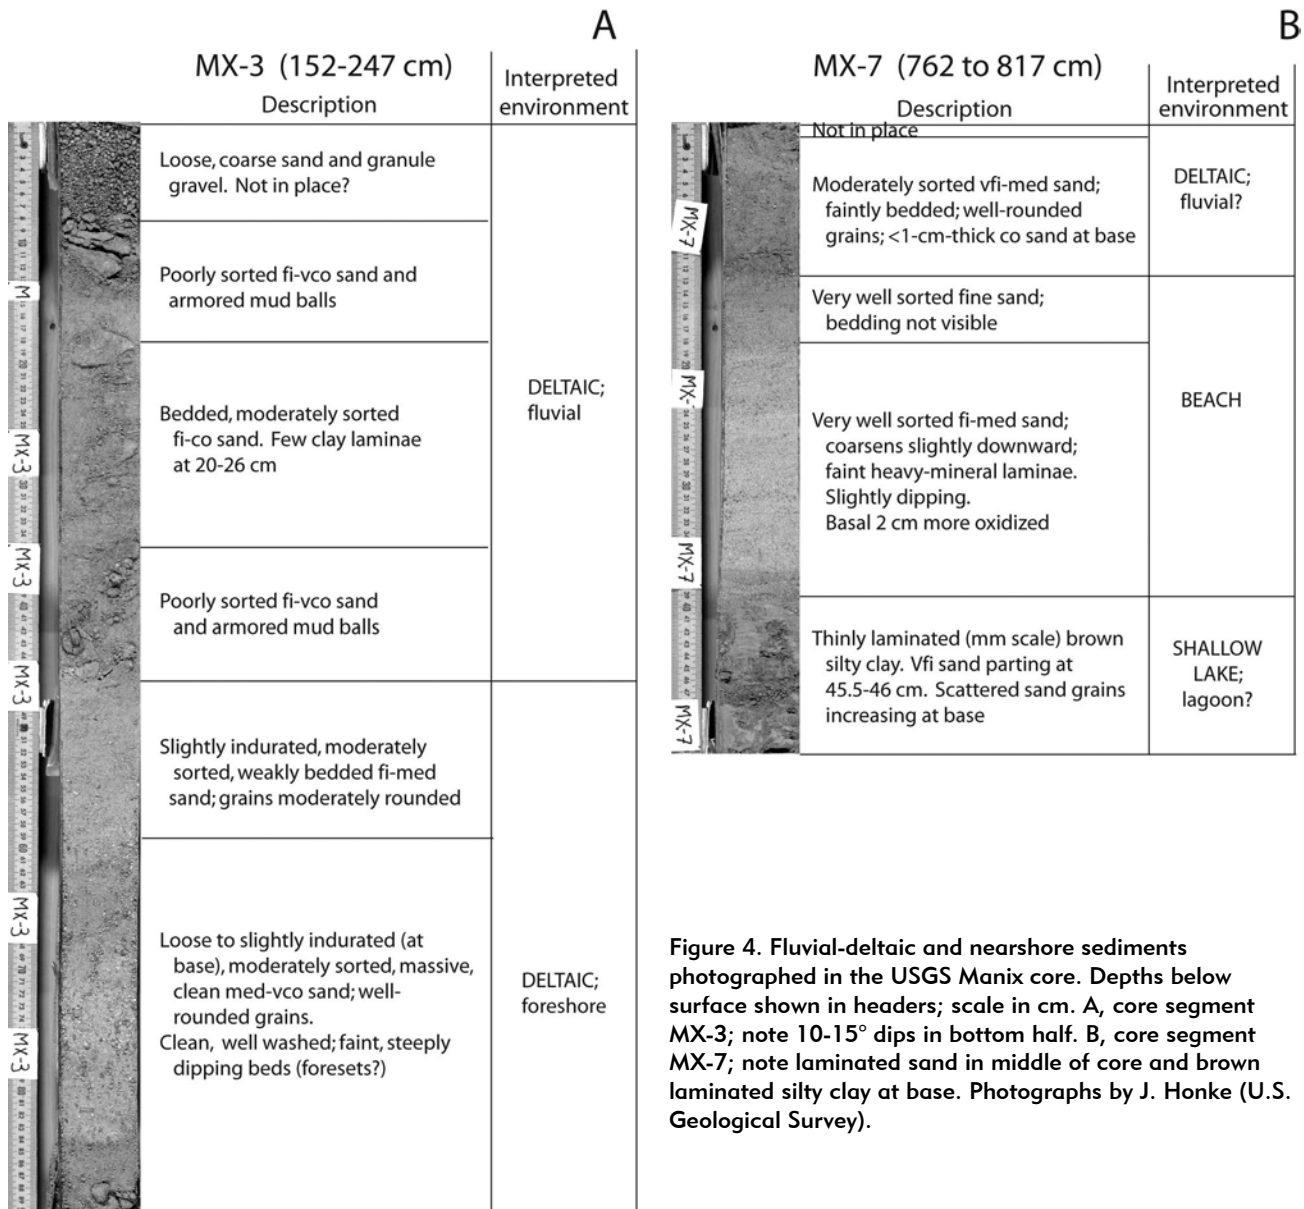 A
MX-3 (152-247 cm)
Description
Interpreted
environment
Loose, coarse sand and granule
gravel. Not in place?
Poorly sorted fi-vco sand and
armored mud balls
Bedded, moderately sorted
fi-co sand. Few clay laminae
at 20-26 cm
Poorly sorted fi-vco sand
and armored mud balls
DELTAIC;
fluvial
Slightly indurated, moderately
sorted, weakly bedded fi-med
sand; grains moderately rounded
Loose to slightly indurated (at
base), moderately sorted, massive,
clean med-vco sand; well-
rounded grains.
Clean, well washed; faint, steeply
dipping beds (foresets?)
DELTAIC;
foreshore
M
MX-3
MX-3
MX-3
MX-3
MX-3
B
MX-7 (762 to 817 cm)
Description
Interpreted
environment
Not in place
Moderately sorted vfi-med sand;
faintly bedded; well-rounded
grains; <1-cm-thick co sand at base
DELTAIC;
fluvial?
Very well sorted fine sand;
bedding not visible
Very well sorted fi-med sand;
coarsens slightly downward;
faint heavy-mineral laminae.
Slightly dipping.
Basal 2 cm more oxidized
BEACH
Thinly laminated (mm scale) brown
silty clay. Vfi sand parting at
45.5-46 cm. Scattered sand grains
increasing at base
SHALLOW
LAKE;
lagoon?
MX-7
MX-
MX-7
MX-7
Figure 4. Fluvial-deltaic and nearshore sediments
photographed in the USGS Manix core. Depths below
surface shown in headers; scale in cm. A, core segment
MX-3; note 10-15° dips in bottom half. B, core segment
MX-7; note laminated sand in middle of core and brown
laminated silty clay at base. Photographs by J. Honke (U.S.
Geological Survey).